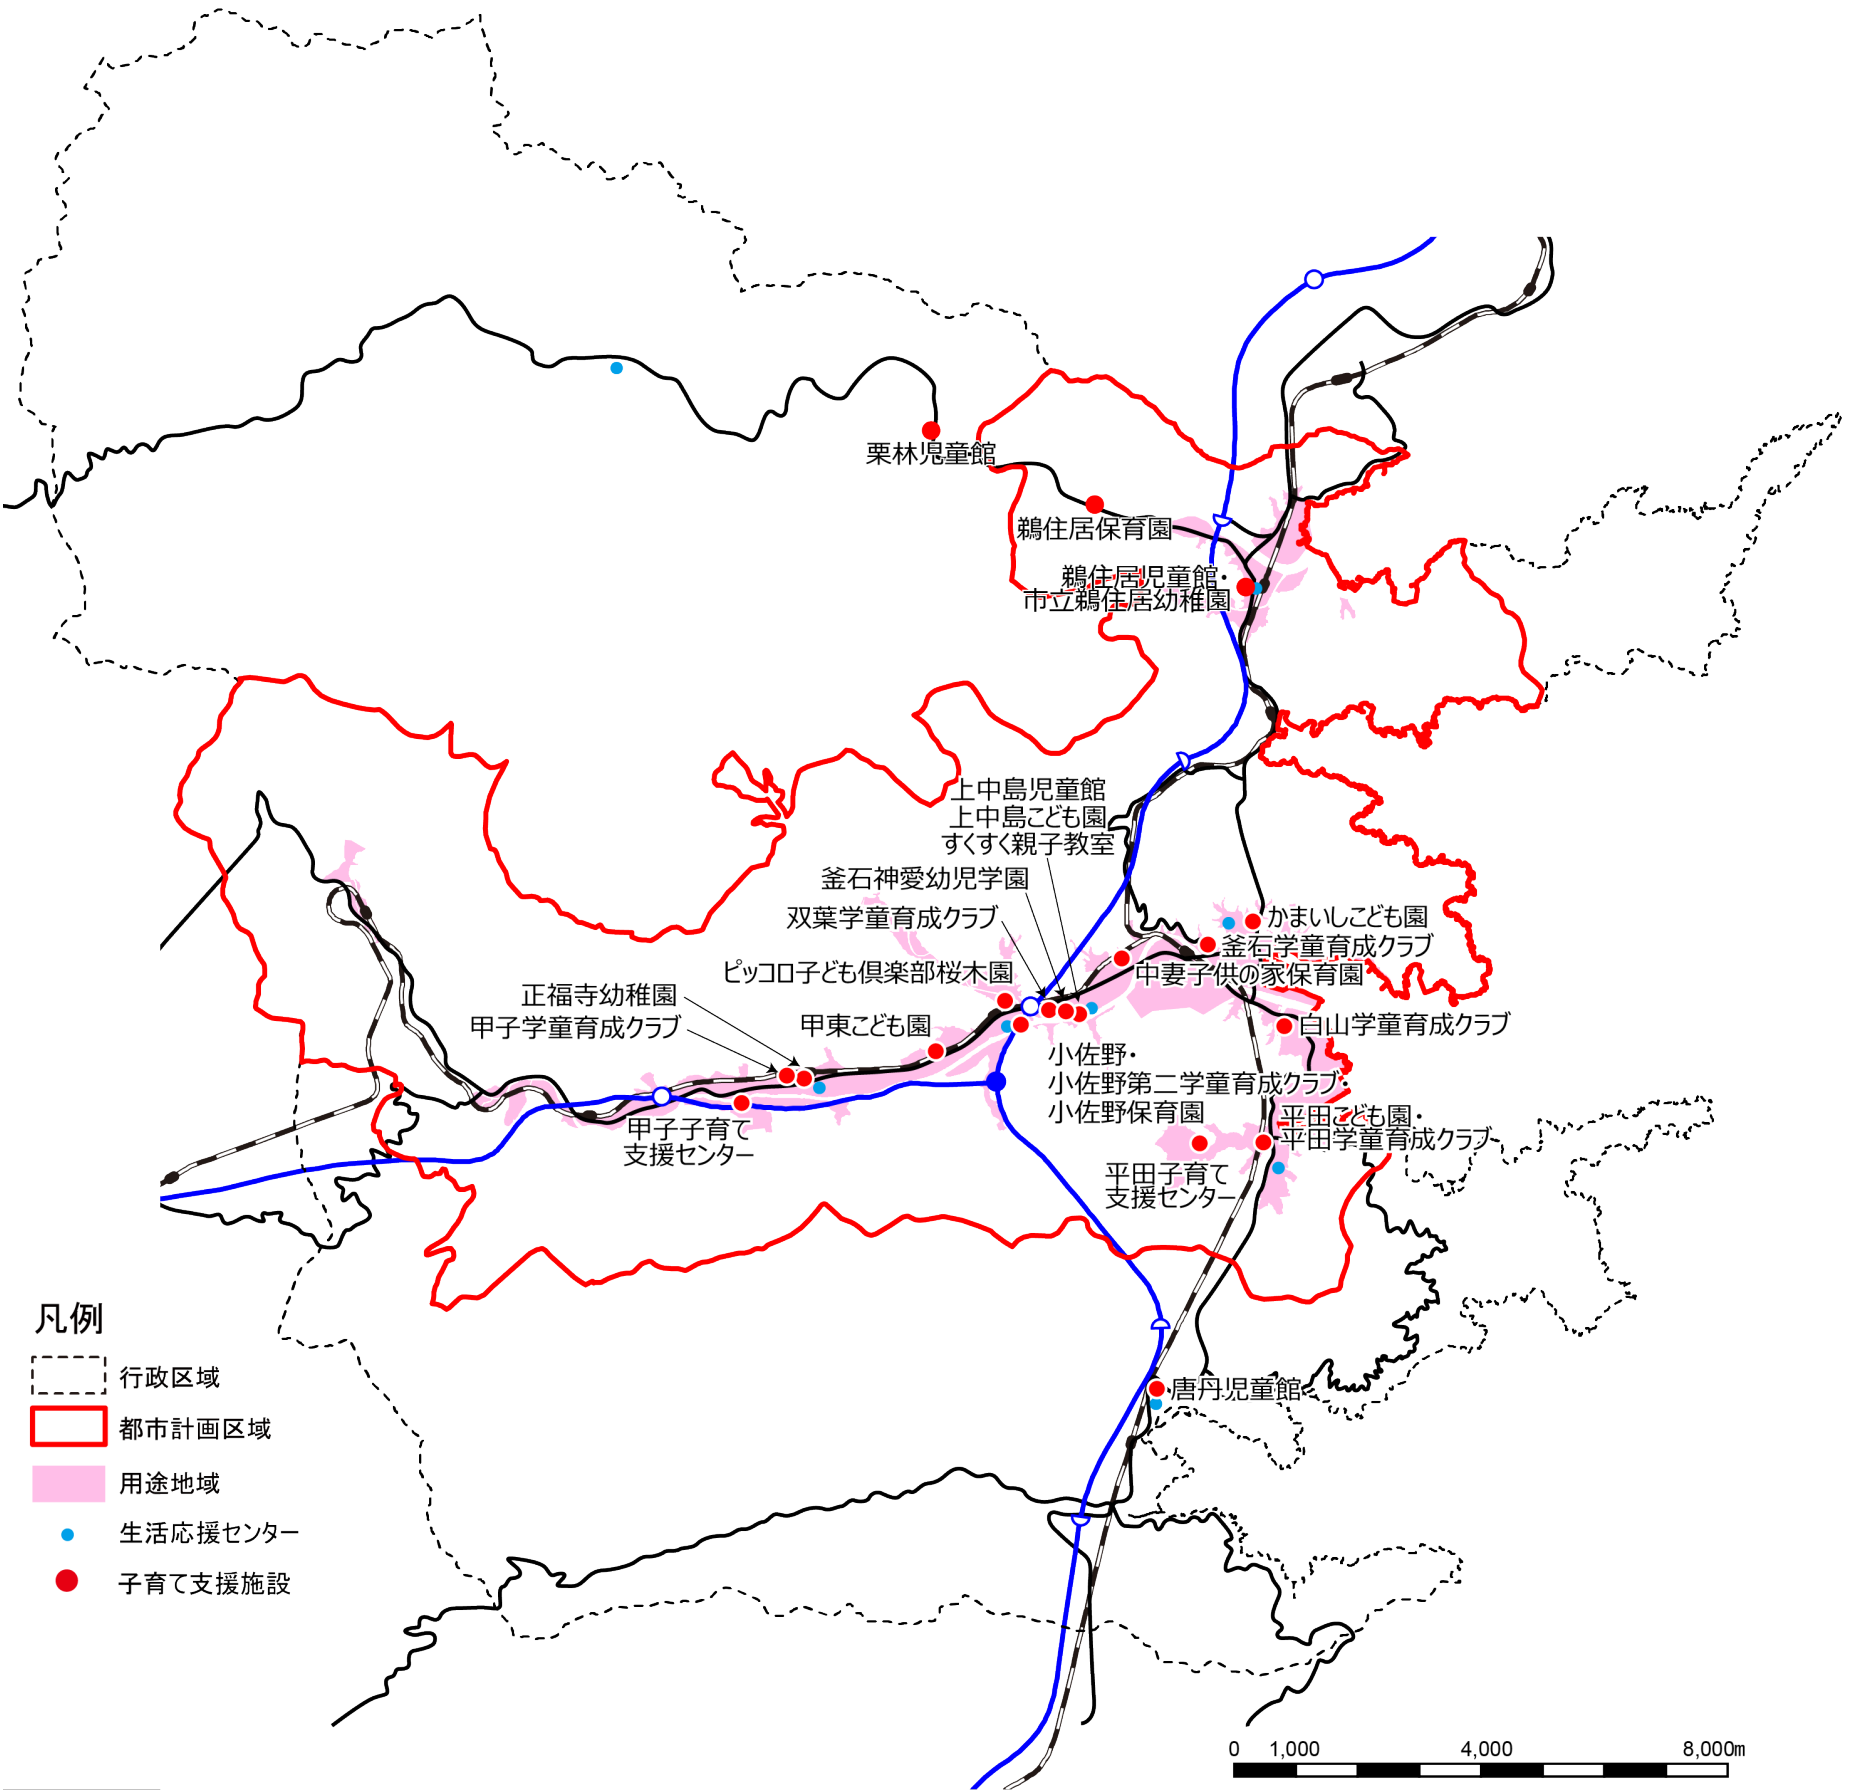 栗林児童館
鵜住居保育園
鵜住居児童館・
市立鵜住居幼稚園
上中島児童館
上中島こども園
すくすく親子教室
釜石神愛幼児学園
双葉学童育成クラブ
かまいしこども園
釜石学童育成クラブ
中妻子供の家保育園
ピッコロ子ども倶楽部桜木園
正福寺幼稚園
甲子学童育成クラブ
甲東こども園
白山学童育成クラブ
小佐野・
小佐野第二学童育成クラブ・
小佐野保育園
甲子子育て
支援センター
平田こども園・
平田学童育成クラブ
平田子育て
支援センター
唐丹児童館
凡例
行政区域
都市計画区域
用途地域
生活応援センター
子育て支援施設
0 1,000 4,000 8,000m